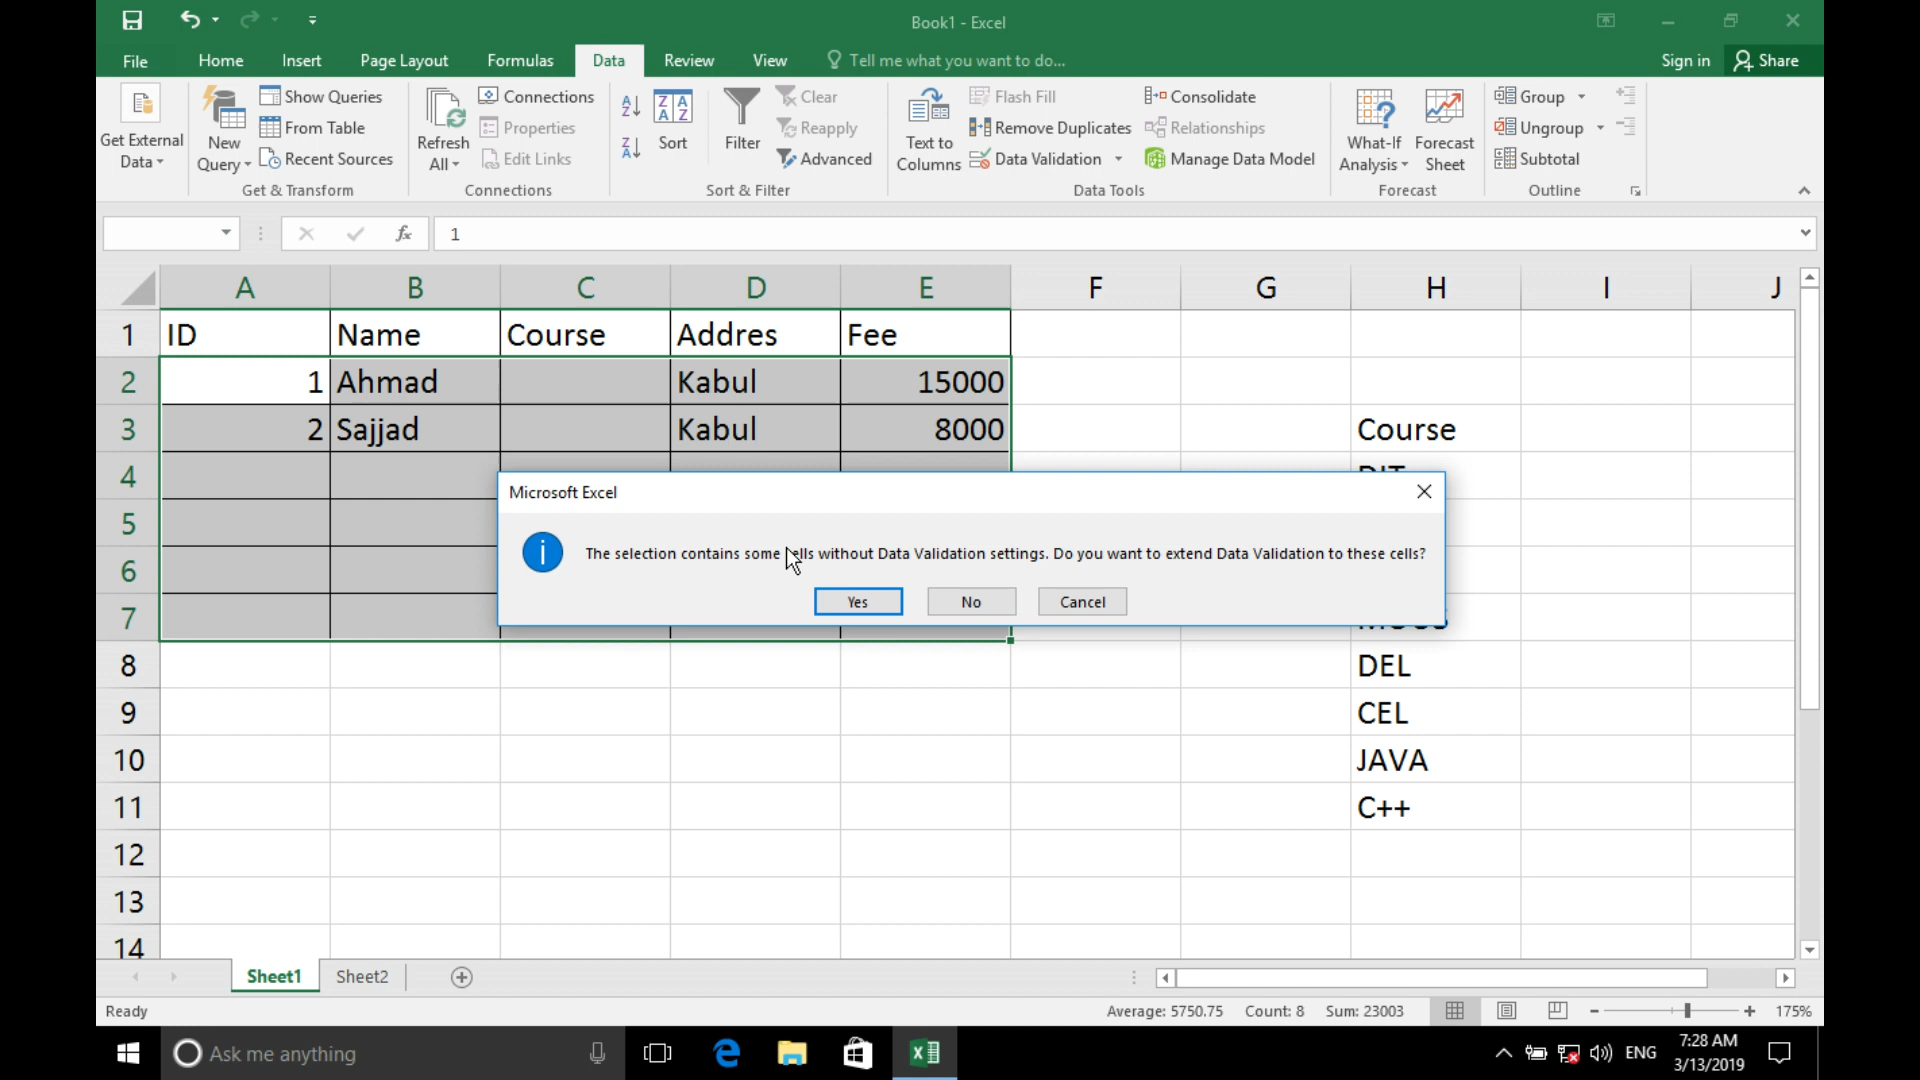 Book1 - Excel
File Home Insert Page Layout Formulas Data Review View Tell me what you want to do... Sign in Share
Get External Data
New Query
Show Queries
From Table
Recent Sources
Get & Transform
Refresh All
Connections
Properties
Edit Links
Connections
Sort
Filter
Clear
Reapply
Advanced
Sort & Filter
Text to Columns
Flash Fill
Remove Duplicates
Data Validation
Consolidate
Relationships
Manage Data Model
Data Tools
What-If Analysis
Forecast Sheet
Forecast
Group
Ungroup
Subtotal
Outline
fx 1
A B C D E F G H I J
1 ID Name Course Addres Fee
2 1 Ahmad Kabul 15000
3 2 Sajjad Kabul 8000 Course
4
5
6
7
Microsoft Excel
The selection contains some cells without Data Validation settings. Do you want to extend Data Validation to these cells?
Yes No Cancel
8 DEL
9 CEL
10 JAVA
11 C++
12
13
14
Sheet1 Sheet2
Ready Average: 5750.75 Count: 8 Sum: 23003 175%
Ask me anything
ENG
7:28 AM
3/13/2019